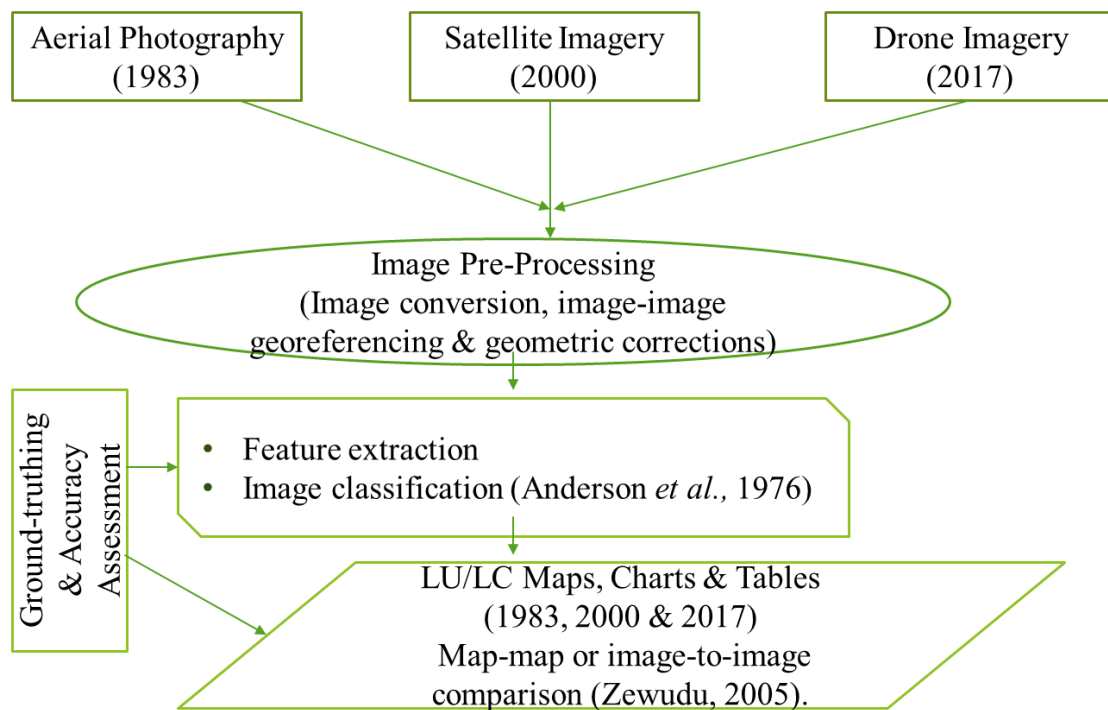 Aerial Photography
(1983)
Satellite Imagery
(2000)
Drone Imagery
(2017)
Image Pre-Processing
(Image conversion, image-image
georeferencing & geometric corrections)
Ground-truthing
& Accuracy
Assessment
• Feature extraction
• Image classification (Anderson et al., 1976)
LU/LC Maps, Charts & Tables
(1983, 2000 & 2017)
Map-map or image-to-image
comparison (Zewudu, 2005).